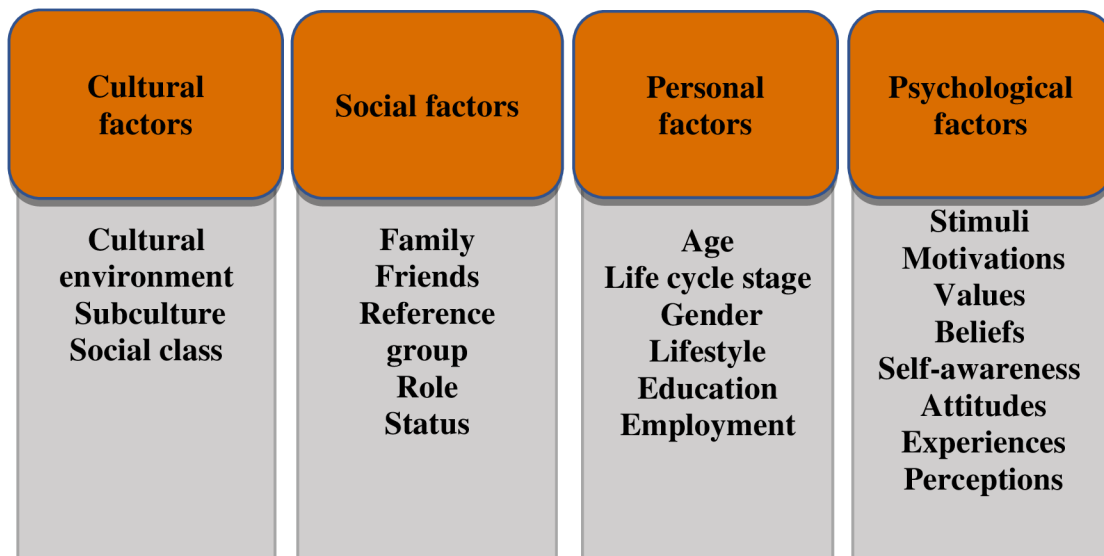 Cultural
factors
Cultural
environment
Subculture
Social class
Social factors
Family
Friends
Reference
group
Role
Status
Personal
factors
Age
Life cycle stage
Gender
Lifestyle
Education
Employment
Psychological
factors
Stimuli
Motivations
Values
Beliefs
Self-awareness
Attitudes
Experiences
Perceptions